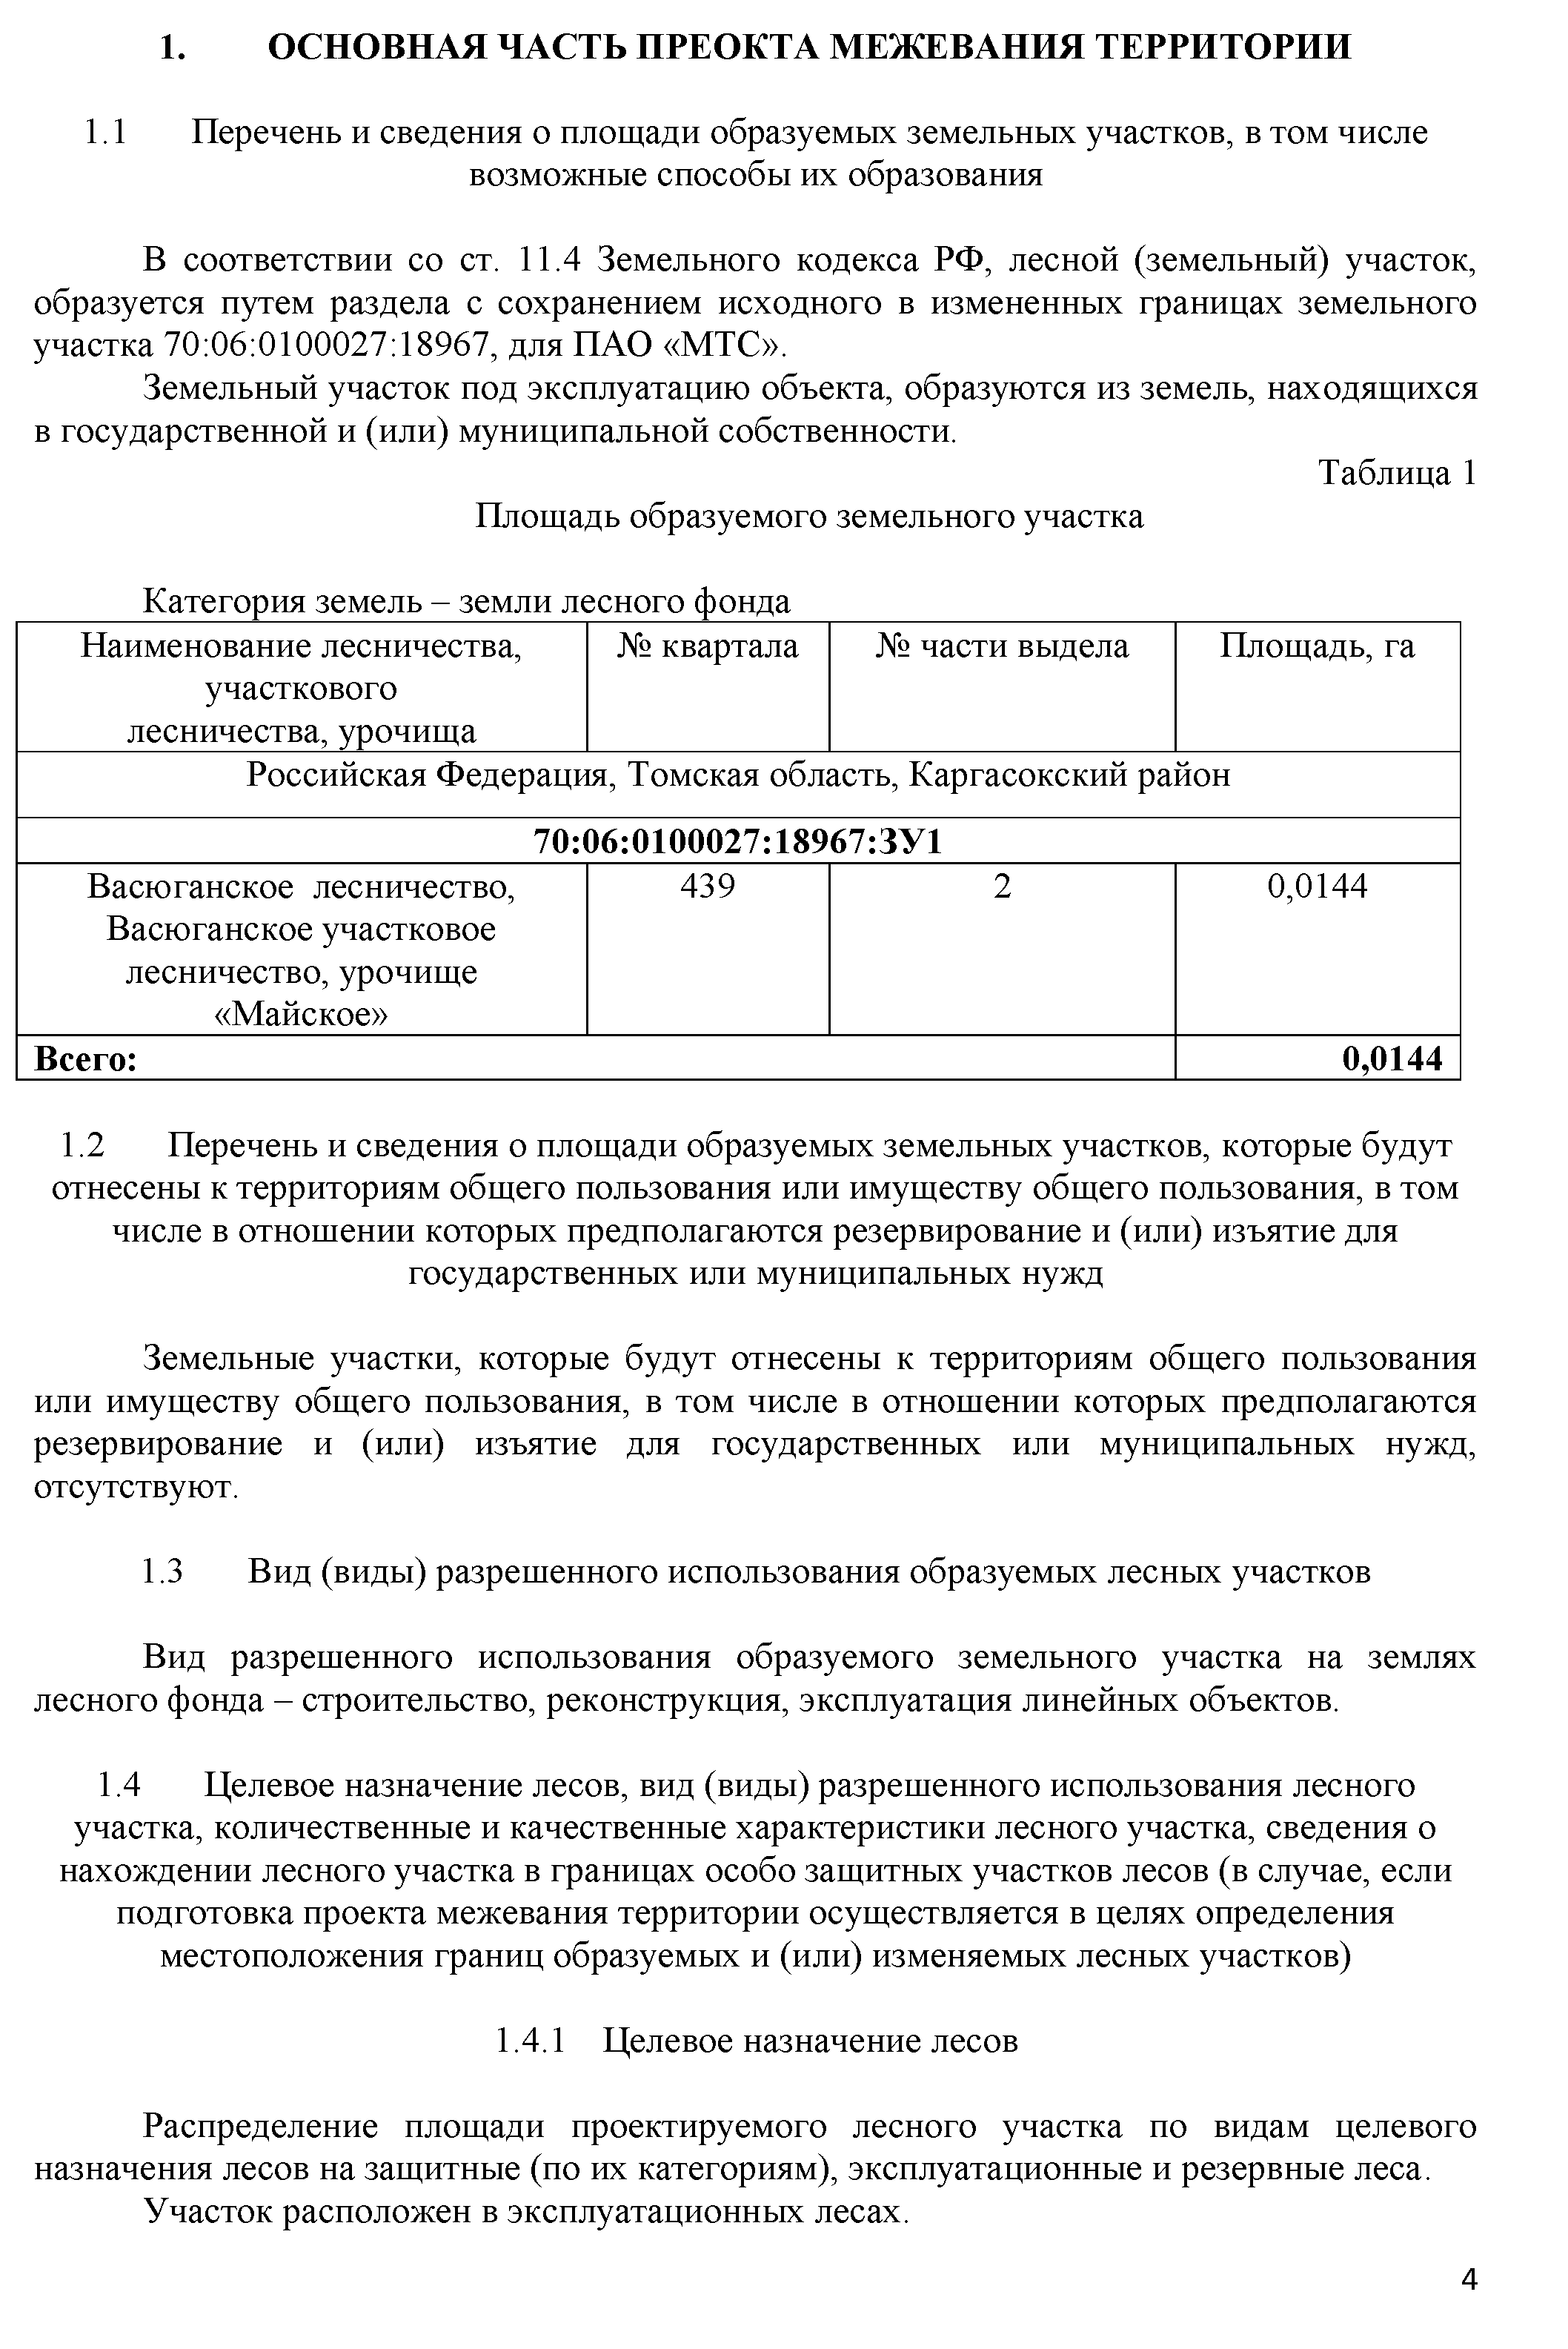 1. ОСНОВНАЯ ЧАСТЬ ПРЕОКТА МЕЖЕВАНИЯ ТЕРРИТОРИИ
1.1 Перечень и сведения о площади образуемых земельных участков, в том числе
возможные способы их образования
В соответствии со ст. 11.4 Земельного кодекса РФ, лесной (земельный) участок,
образуется путем раздела с сохранением исходного в измененных границах земельного
участка 70:06:0100027:18967, для ПАО «МТС».
Земельный участок под эксплуатацию объекта, образуются из земель, находящихся
в государственной и (или) муниципальной собственности.
Таблица 1
Площадь образуемого земельного участка
Категория земель – земли лесного фонда
Наименование лесничества, № квартала № части выдела Площадь, га
участкового
лесничества, урочища
Российская Федерация, Томская область, Каргасокский район
70:06:0100027:18967:ЗУ1
Васюганское лесничество, 439 2 0,0144
Васюганское участковое
лесничество, урочище
«Майское»
Всего: 0,0144
1.2 Перечень и сведения о площади образуемых земельных участков, которые будут
отнесены к территориям общего пользования или имуществу общего пользования, в том
числе в отношении которых предполагаются резервирование и (или) изъятие для
государственных или муниципальных нужд
Земельные участки, которые будут отнесены к территориям общего пользования
или имуществу общего пользования, в том числе в отношении которых предполагаются
резервирование и (или) изъятие для государственных или муниципальных нужд,
отсутствуют.
1.3 Вид (виды) разрешенного использования образуемых лесных участков
Вид разрешенного использования образуемого земельного участка на землях
лесного фонда – строительство, реконструкция, эксплуатация линейных объектов.
1.4 Целевое назначение лесов, вид (виды) разрешенного использования лесного
участка, количественные и качественные характеристики лесного участка, сведения о
нахождении лесного участка в границах особо защитных участков лесов (в случае, если
подготовка проекта межевания территории осуществляется в целях определения
местоположения границ образуемых и (или) изменяемых лесных участков)
1.4.1 Целевое назначение лесов
Распределение площади проектируемого лесного участка по видам целевого
назначения лесов на защитные (по их категориям), эксплуатационные и резервные леса.
Участок расположен в эксплуатационных лесах.
4